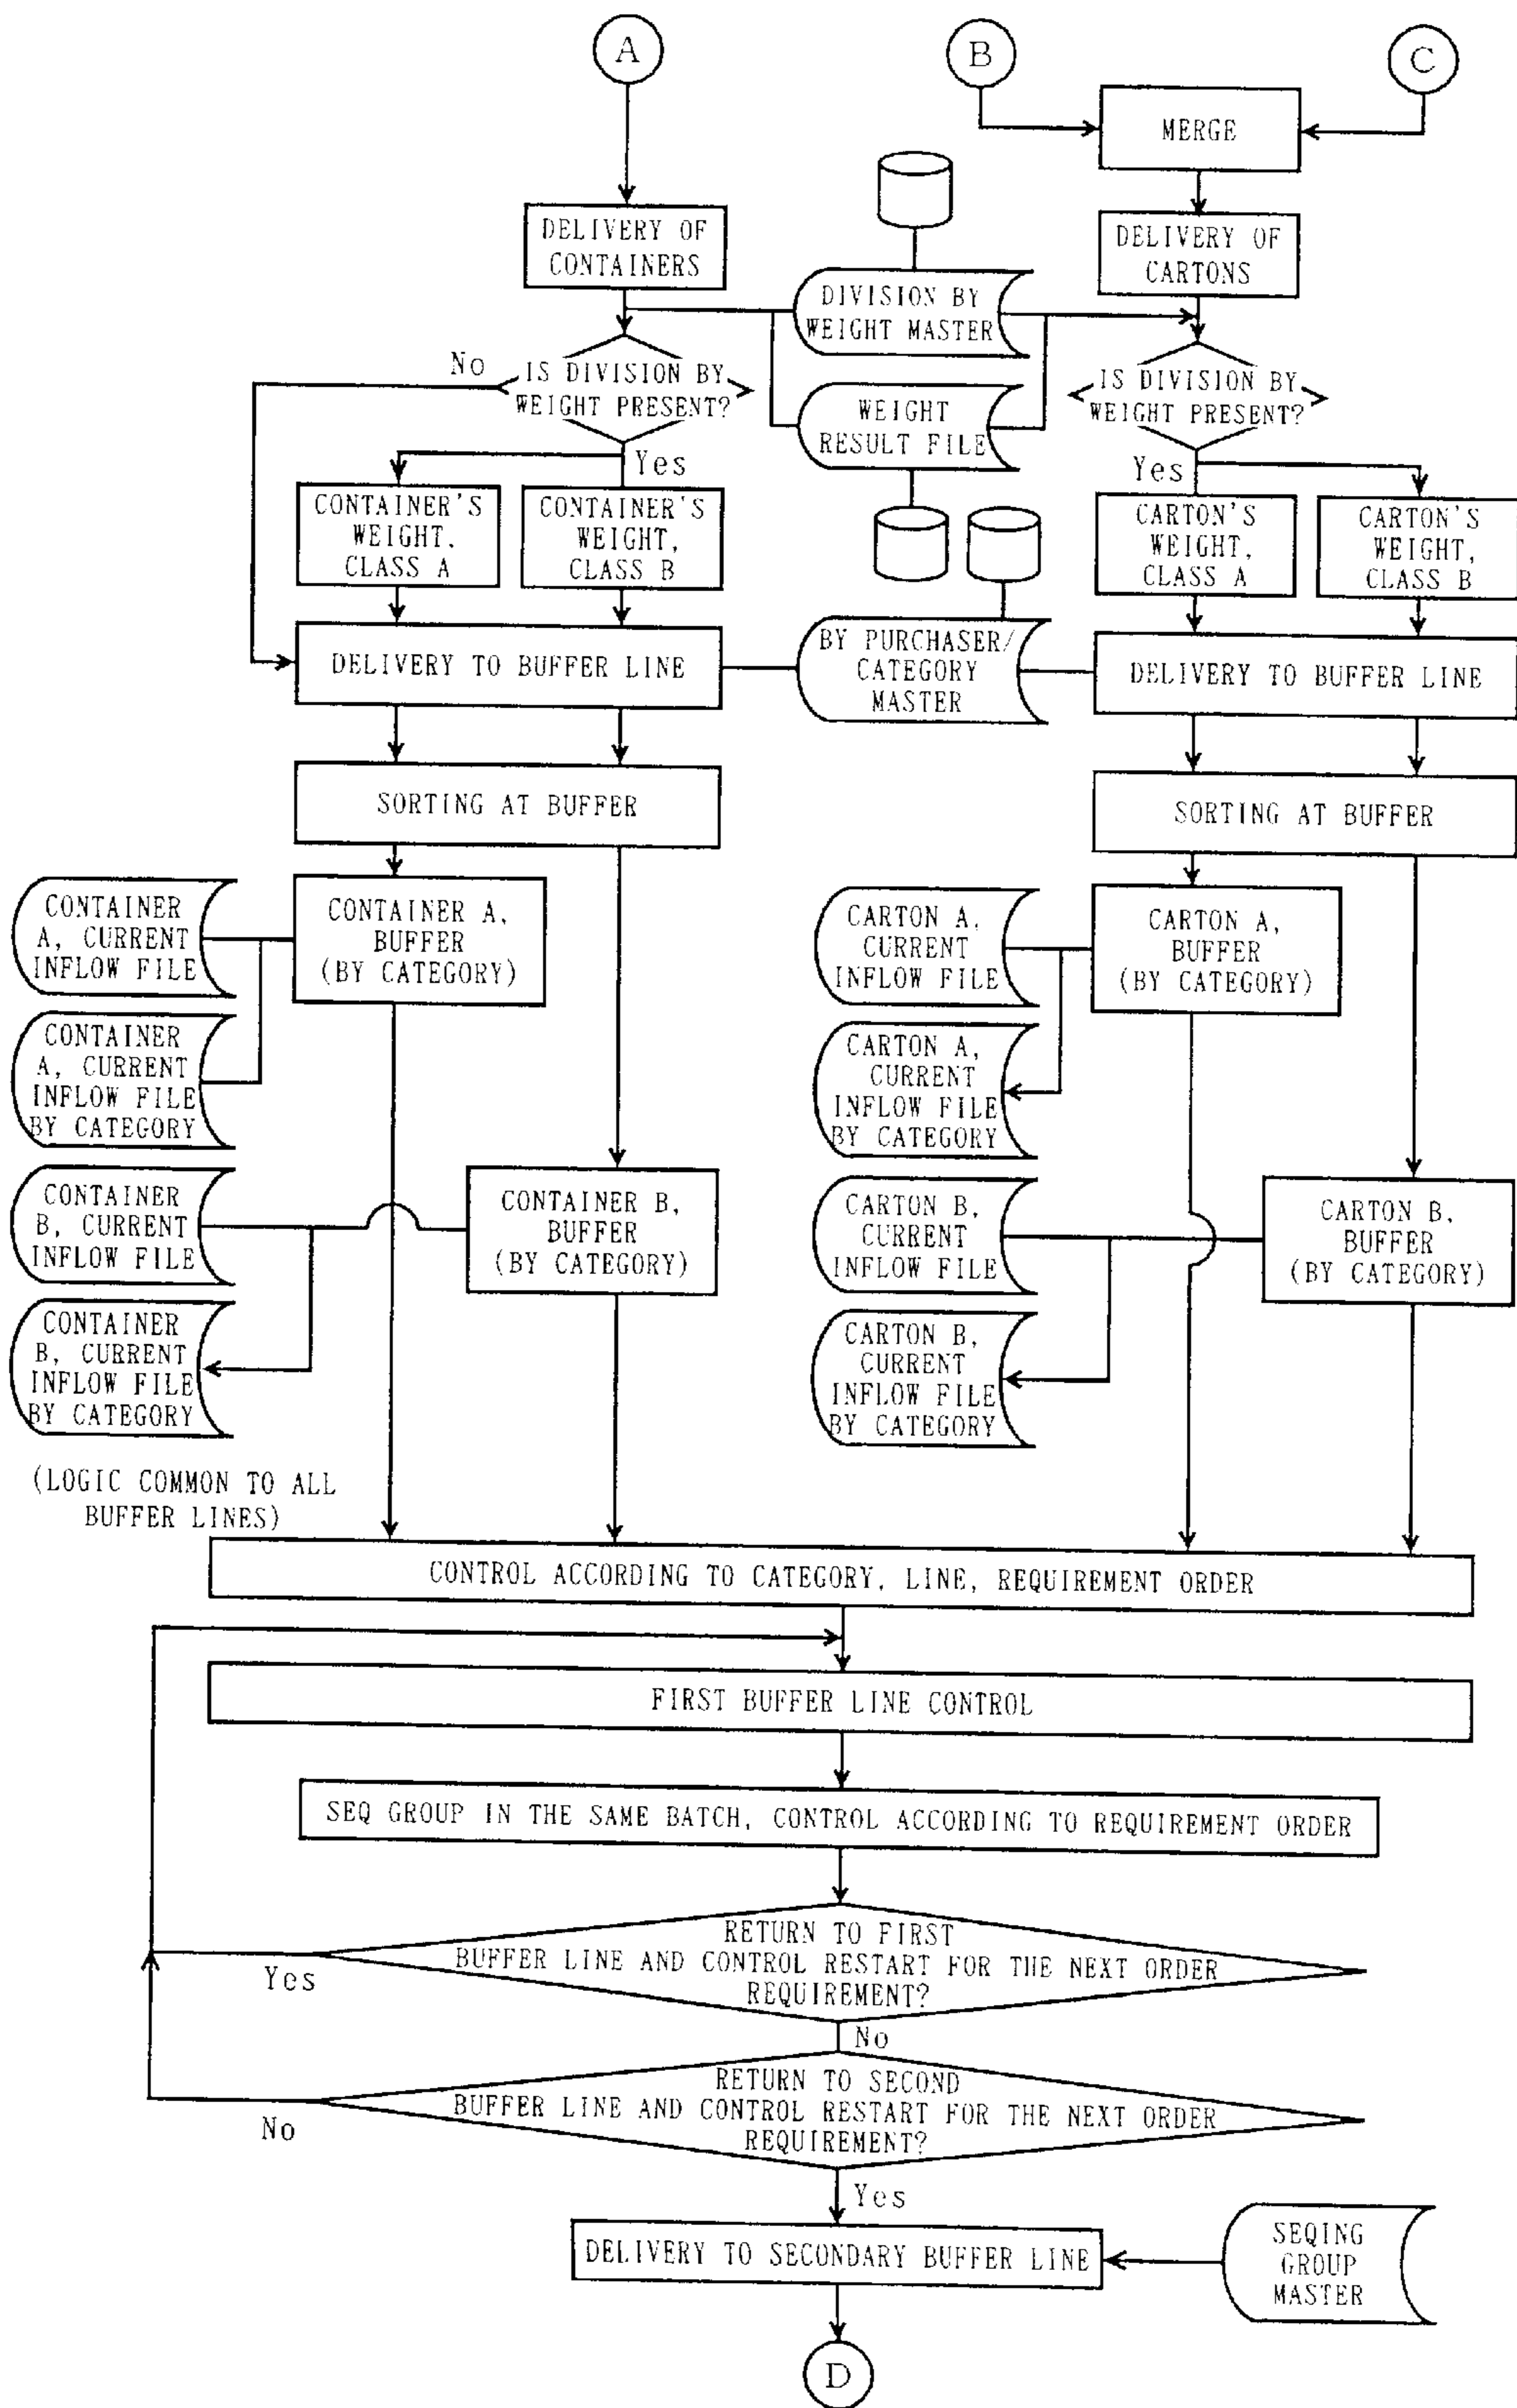 A
B
C
MERGE
DELIVERY OF
CONTAINERS
DELIVERY OF
CARTONS
DIVISION BY
WEIGHT MASTER
No
IS DIVISION BY
WEIGHT PRESENT?
IS DIVISION BY
WEIGHT PRESENT?
WEIGHT
RESULT FILE
Yes
Yes
CONTAINER'S
WEIGHT.
CLASS A
CONTAINER'S
WEIGHT,
CLASS B
CARTON'S
WEIGHT,
CLASS A
CARTON'S
WEIGHT,
CLASS B
DELIVERY TO BUFFER LINE
BY PURCHASER/
CATEGORY
MASTER
DELIVERY TO BUFFER LINE
SORTING AT BUFFER
SORTING AT BUFFER
CONTAINER
A, CURRENT
INFLOW FILE
CONTAINER A,
BUFFER
(BY CATEGORY)
CARTON A,
CURRENT
INFLOW FILE
CARTON A,
BUFFER
(BY CATEGORY)
CONTAINER
A, CURRENT
INFLOW FILE
BY CATEGORY
CARTON A,
CURRENT
INFLOW FILE
BY CATEGORY
CONTAINER
B, CURRENT
INFLOW FILE
CONTAINER B,
BUFFER
(BY CATEGORY)
CARTON B,
CURRENT
INFLOW FILE
CARTON B,
BUFFER
(BY CATEGORY)
CONTAINER
B, CURRENT
INFLOW FILE
BY CATEGORY
CARTON B,
CURRENT
INFLOW FILE
BY CATEGORY
(LOGIC COMMON TO ALL
BUFFER LINES)
CONTROL ACCORDING TO CATEGORY, LINE, REQUIREMENT ORDER
FIRST BUFFER LINE CONTROL
SEQ GROUP IN THE SAME BATCH, CONTROL ACCORDING TO REQUIREMENT ORDER
RETURN TO FIRST
BUFFER LINE AND CONTROL RESTART FOR THE NEXT ORDER
REQUIREMENT?
Yes
No
RETURN TO SECOND
BUFFER LINE AND CONTROL RESTART FOR THE NEXT ORDER
REQUIREMENT?
No
Yes
DELIVERY TO SECONDARY BUFFER LINE
SEQING
GROUP
MASTER
D